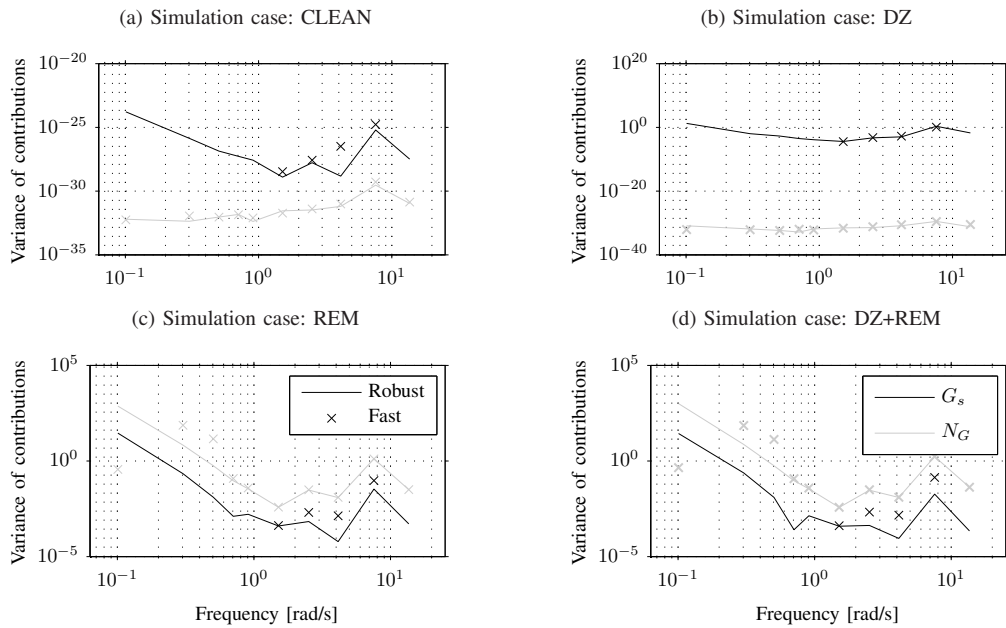 (a) Simulation case: CLEAN
(b) Simulation case: DZ
Variance of contributions
10^−20
10^−25
10^−30
10^−35
10^−1
10^0
10^1
Variance of contributions
10^20
10^0
10^−20
10^−40
10^−1
10^0
10^1
(c) Simulation case: REM
(d) Simulation case: DZ+REM
Variance of contributions
10^5
10^0
10^−5
Robust
Fast
10^−1
10^0
10^1
Frequency [rad/s]
Variance of contributions
10^5
10^0
10^−5
G_s
N_G
10^−1
10^0
10^1
Frequency [rad/s]